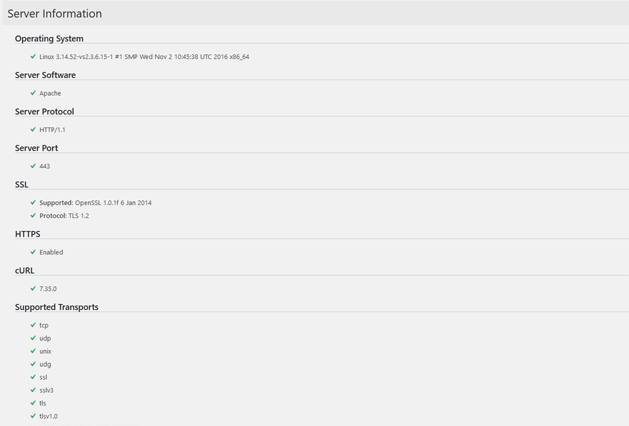 Server Information
Operating System
Linux 3.14.52-vs2.3.6.15-1 #1 SMP Wed Nov 2 10:45:38 UTC 2016 x86_64
Server Software
Apache
Server Protocol
HTTP/1.1
Server Port
443
SSL
Supported: OpenSSL 1.0.1f 6 Jan 2014
Protocol: TLS 1.2
HTTPS
Enabled
cURL
7.35.0
Supported Transports
tcp
udp
unix
udg
ssl
sslv3
tls
tlsv1.0